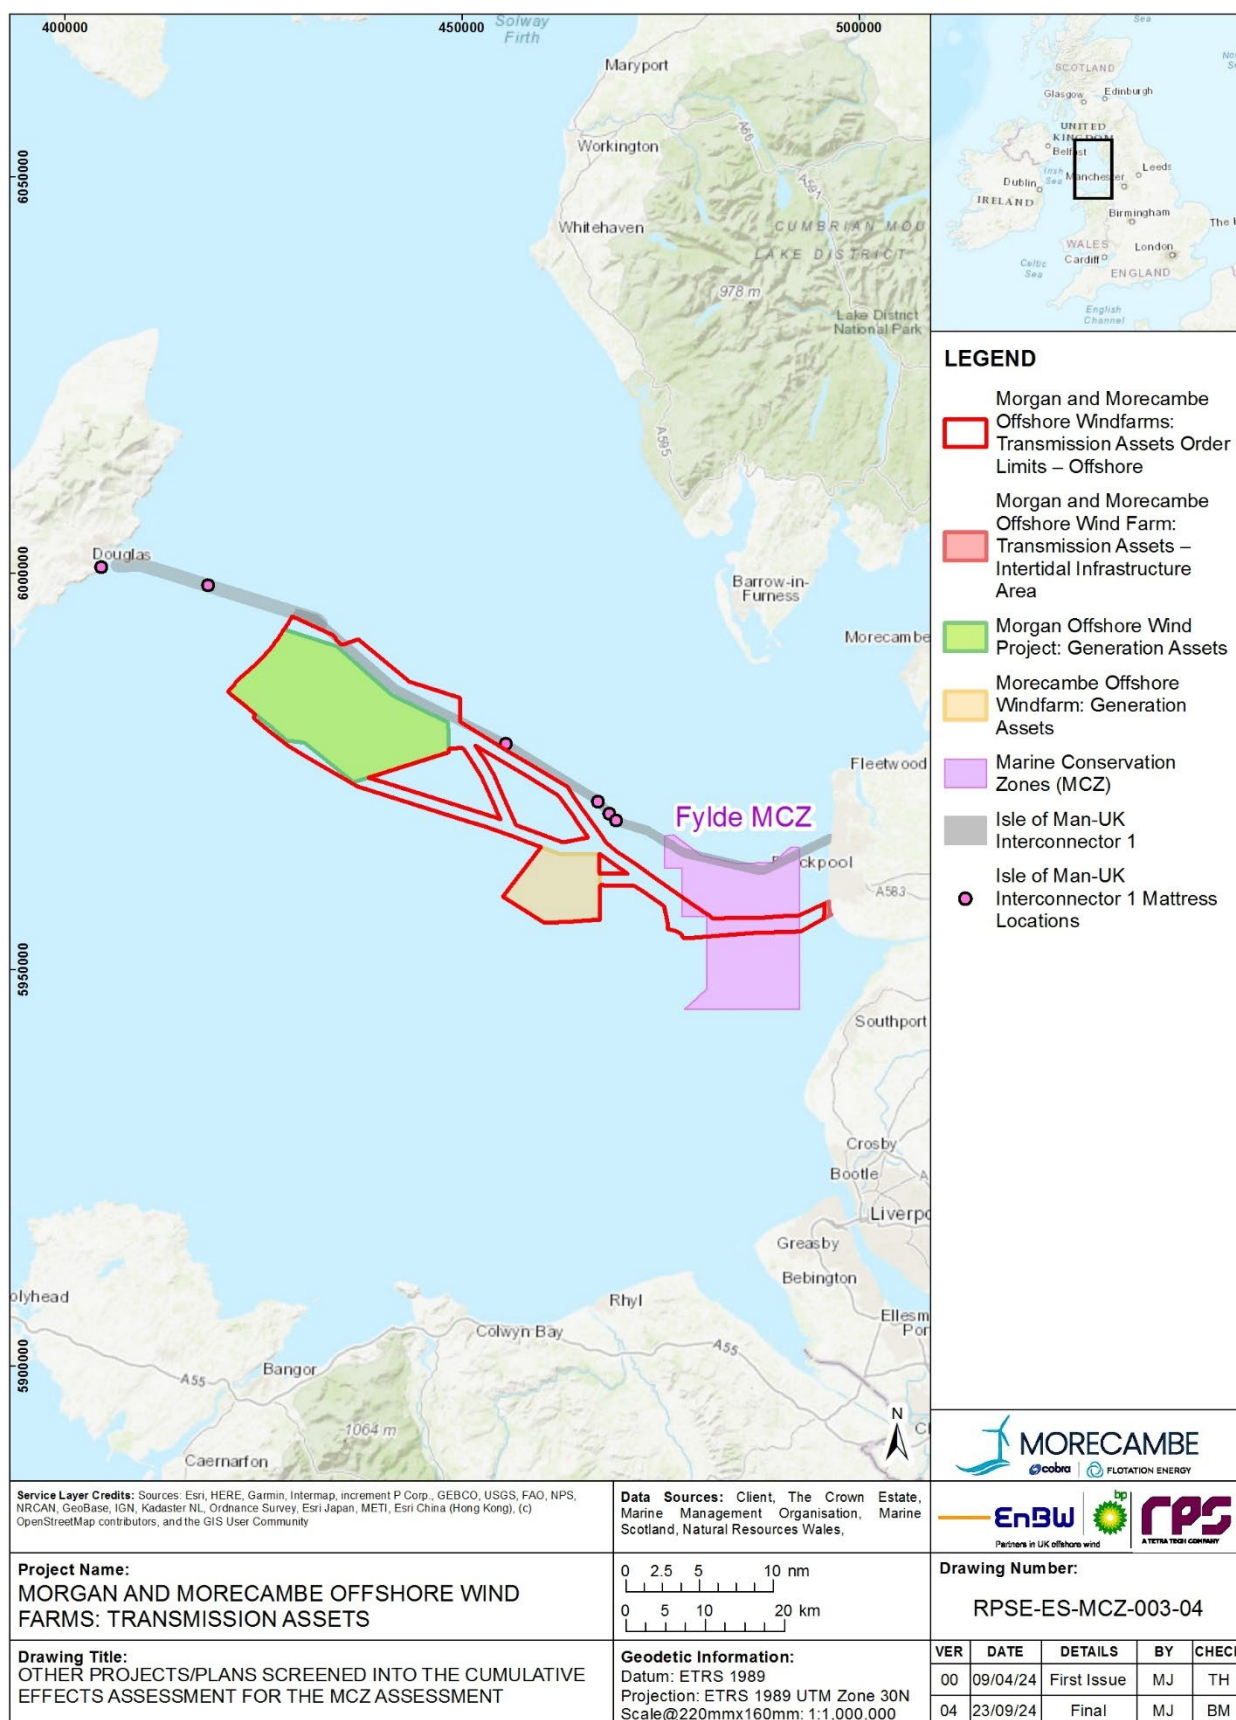 400000
450000
500000
6050000
6000000
5950000
5900000
Solway
Firth
Maryport
A66
A591
Workington
Whitehaven
CUMBRIAN MOU
LAKE DISTRICT
978 m
Lake District
National Park
A595
Douglas
Barrow-in-
Furness
Morecambe
Fleetwood
Fylde MCZ
ckpool
A583
Southport
Crosby
Bootle
Liverpo
Greasby
Bebington
Rhyl
olyhead
Ellesm
Por
Colwyn Bay
A55
Bangor
A55
1064 m
Caernarfon
N
Sea
SCOTLAND
Glasgow
Edinburgh
UNITED
KINGDOM
Belfast
Irish
Sea
Manchester
Leeds
Dublin
IRELAND
Birmingham
The H
WALES
London
Cardiff
Celtic
Sea
ENGLAND
English
Channel
LEGEND
Morgan and Morecambe
Offshore Windfarms:
Transmission Assets Order
Limits – Offshore
Morgan and Morecambe
Offshore Wind Farm:
Transmission Assets –
Intertidal Infrastructure
Area
Morgan Offshore Wind
Project: Generation Assets
Morecambe Offshore
Windfarm: Generation
Assets
Marine Conservation
Zones (MCZ)
Isle of Man-UK
Interconnector 1
Isle of Man-UK
Interconnector 1 Mattress
Locations
MORECAMBE
cobra FLOTATION ENERGY
EnBW
bp
Partners in UK offshore wind
rps
A TETRA TECH COMPANY
Service Layer Credits: Sources: Esri, HERE, Garmin, Intermap, increment P Corp., GEBCO, USGS, FAO, NPS,
NRCAN, GeoBase, IGN, Kadaster NL, Ordnance Survey, Esri Japan, METI, Esri China (Hong Kong), (c)
OpenStreetMap contributors, and the GIS User Community
Data Sources: Client, The Crown Estate,
Marine Management Organisation, Marine
Scotland, Natural Resources Wales,
Project Name:
MORGAN AND MORECAMBE OFFSHORE WIND
FARMS: TRANSMISSION ASSETS
0 2.5 5 10 nm
0 5 10 20 km
Drawing Number:
RPSE-ES-MCZ-003-04
Drawing Title:
OTHER PROJECTS/PLANS SCREENED INTO THE CUMULATIVE
EFFECTS ASSESSMENT FOR THE MCZ ASSESSMENT
Geodetic Information:
Datum: ETRS 1989
Projection: ETRS 1989 UTM Zone 30N
Scale@220mmx160mm: 1:1,000,000
VER DATE DETAILS BY CHECK
00 09/04/24 First Issue MJ TH
04 23/09/24 Final MJ BM